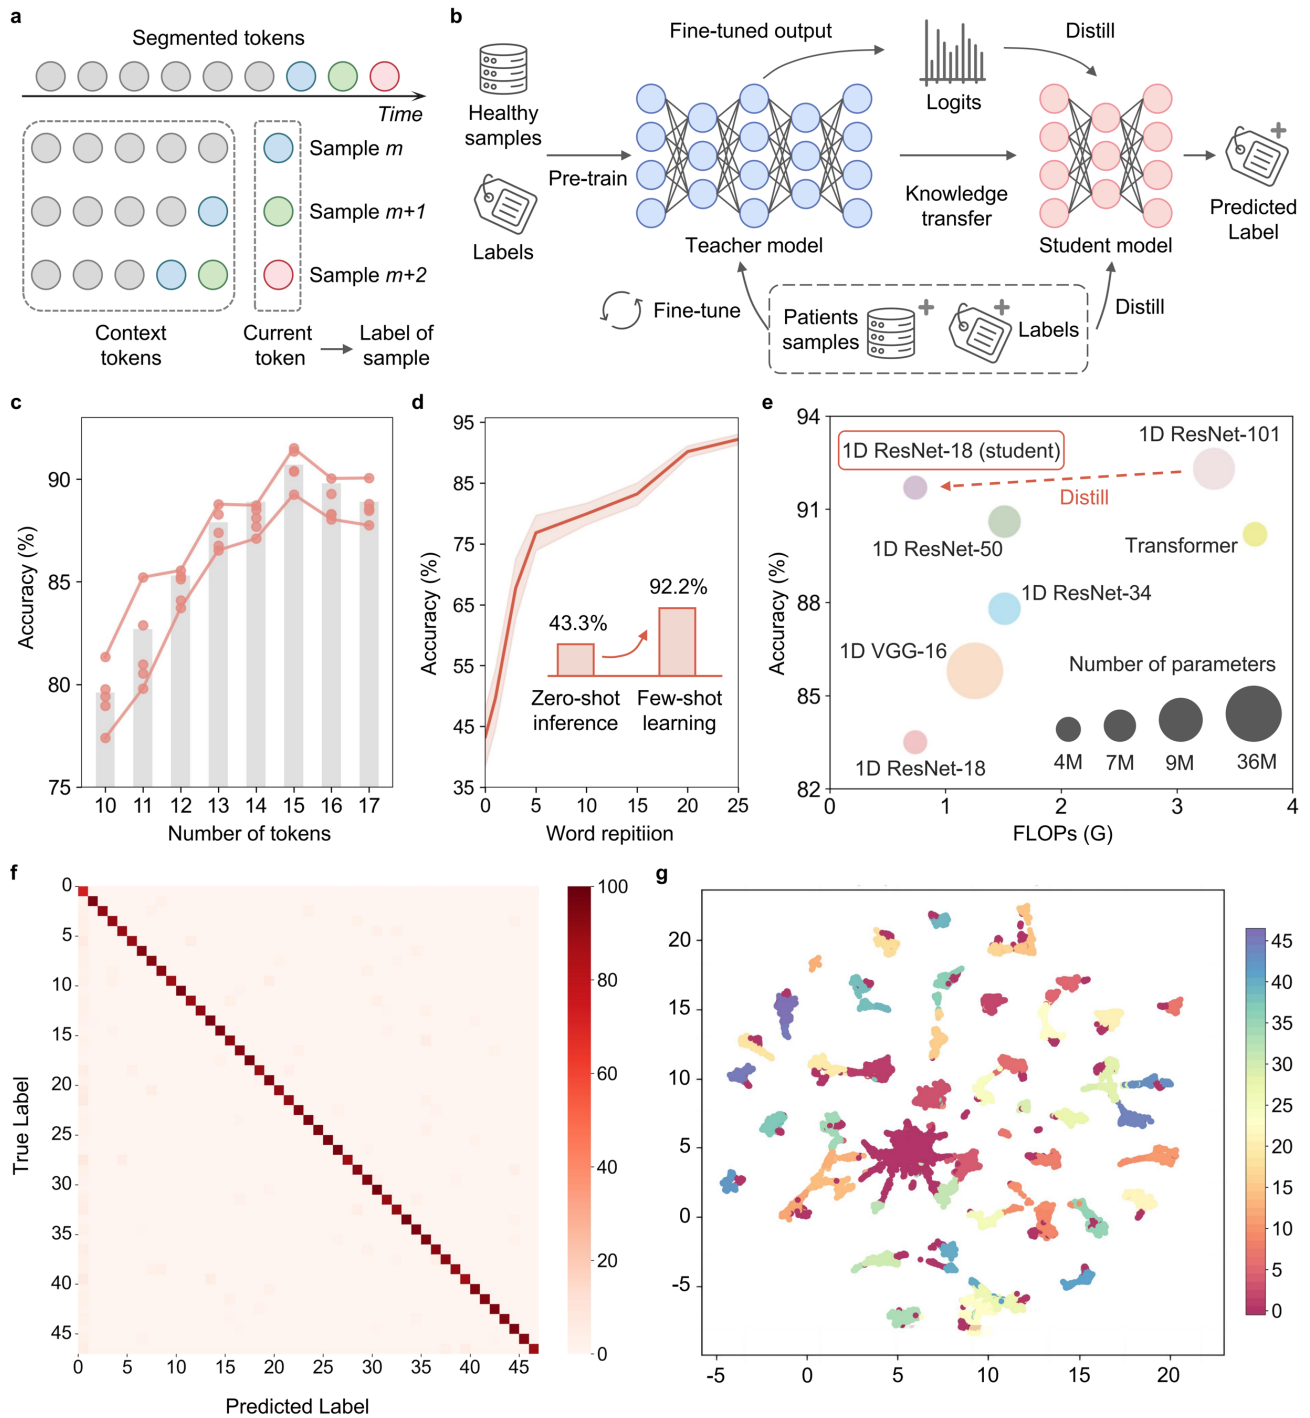 a
Segmented tokens
Time
Sample m
Sample m+1
Sample m+2
Context
tokens
Current
token
Label of
sample
b
Healthy
samples
Labels
Pre-train
Fine-tuned output
Logits
Distill
Teacher model
Knowledge
transfer
Student model
Predicted
Label
Fine-tune
Patients
samples
Labels
Distill
c
Accuracy (%)
90
85
80
75
10 11 12 13 14 15 16 17
Number of tokens
d
Accuracy (%)
95
85
75
65
55
45
35
43.3%
92.2%
Zero-shot
inference
Few-shot
learning
0 5 10 15 20 25
Word repitiion
e
Accuracy (%)
94
91
88
85
82
1D ResNet-18 (student)
1D ResNet-101
Distill
1D ResNet-50
Transformer
1D ResNet-34
1D VGG-16
1D ResNet-18
Number of parameters
4M 7M 9M 36M
0 1 2 3 4
FLOPs (G)
f
True Label
0
5
10
15
20
25
30
35
40
45
0 5 10 15 20 25 30 35 40 45
Predicted Label
100
80
60
40
20
0
g
20
15
10
5
0
-5
-5 0 5 10 15 20
45
40
35
30
25
20
15
10
5
0